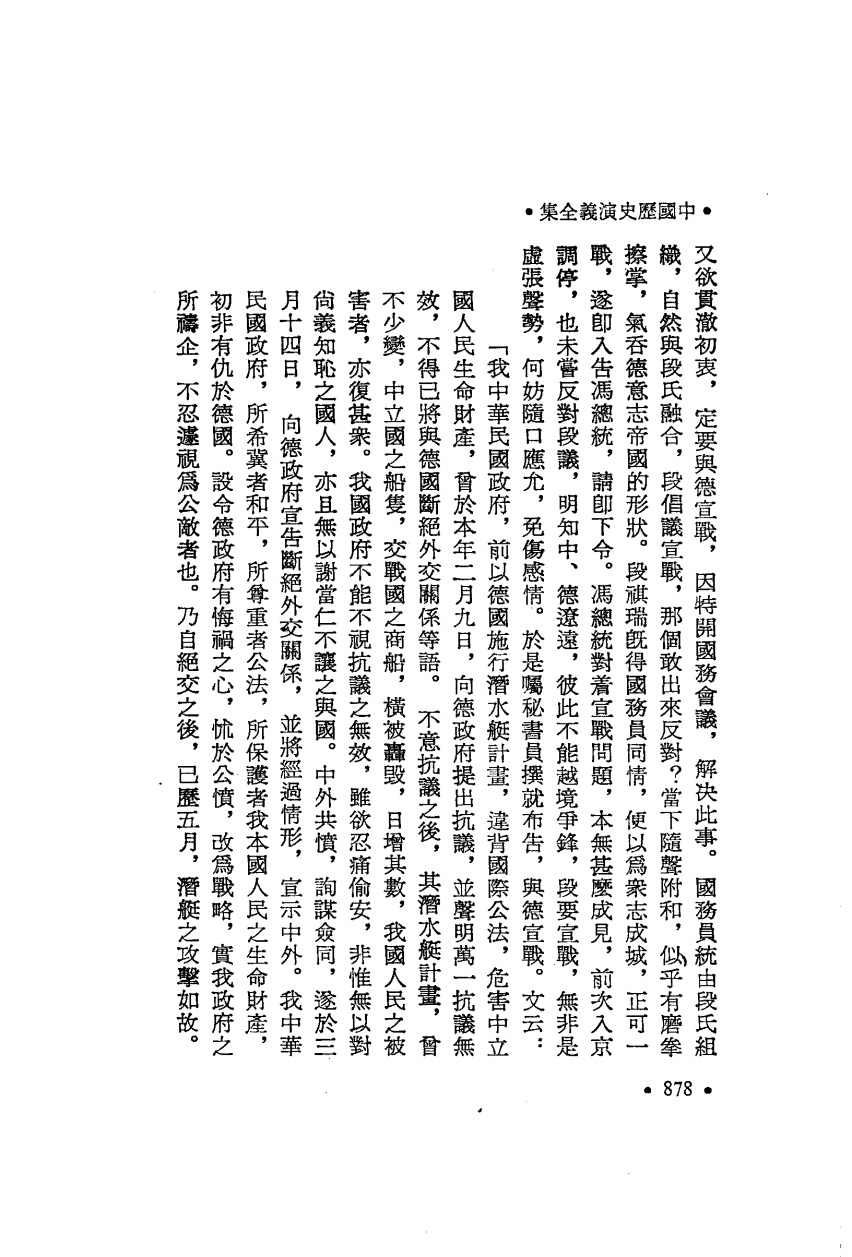 •中國歷史演義全集•
又欲貫澈初衷，定要與德宣戰，因特開國務會議，解決此事。國務員統由段氏組
織，自然與段氏融合，段倡議宣戰，那個敢出來反對？當下隨聲附和，似乎有磨拳
擦掌，氣吞德意志帝國的形狀。段祺瑞既得國務員同情，便以爲衆志成城，正可一
戰，遂卽入告馮總統，請卽下令。馮總統對着宣戰問題，本無甚麼成見，前次入京
調停，也未嘗反對段議，明知中、德遼遠，彼此不能越境爭鋒，段要宣戰，無非是
虛張聲勢，何妨隨口應允，免傷感情。於是囑秘書員撰就布告，與德宣戰。文云：
「我中華民國政府，前以德國施行潛水艇計畫，違背國際公法，危害中立
國人民生命財產，曾於本年二月九日，向德政府提出抗議，並聲明萬一抗議無
效，不得已將與德國斷絕外交關係等語。不意抗議之後，其潛水艇計畫，曾
不少變，中立國之船隻，交戰國之商船，橫被轟毀，日增其數，我國人民之被
害者，亦復甚衆。我國政府不能不視抗議之無效，雖欲忍痛偷安，非惟無以對
尙義知恥之國人，亦且無以謝當仁不讓之與國。中外共憤，詢謀僉同，遂於三
月十四日，向德政府宣告斷絕外交關係，並將經過情形，宣示中外。我中華
民國政府，所希冀者和平，所尊重者公法，所保護者我本國人民之生命財產，
初非有仇於德國。設令德政府有悔禍之心，怵於公憤，改爲戰略，實我政府之
所禱企，不忍遽視爲公敵者也。乃自絕交之後，已歷五月，潛艇之攻擊如故。
•878•